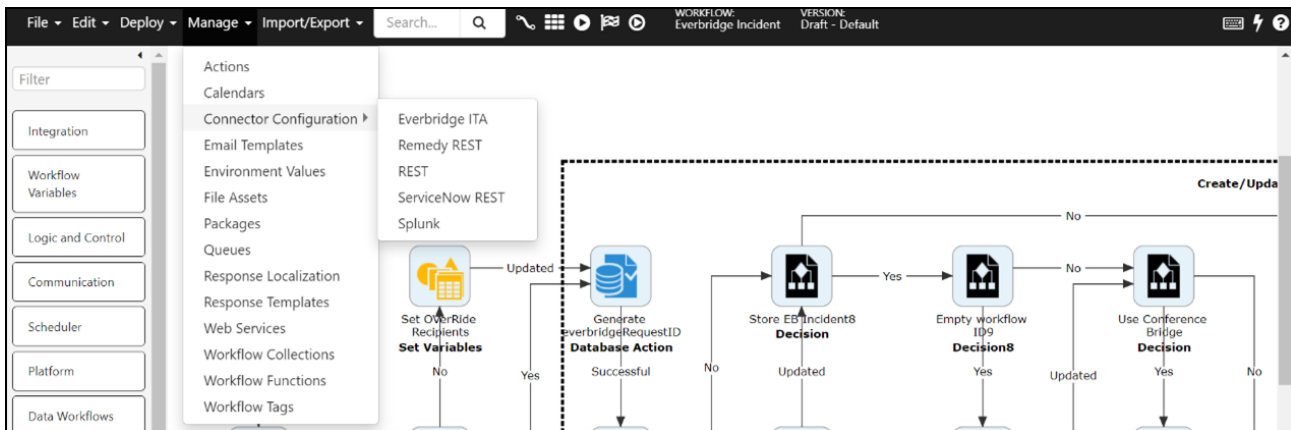 File Edit Deploy Manage Import/Export Search... WORKFLOW: VERSION:
Everbridge Incident Draft - Default
Filter
Integration
Workflow
Variables
Logic and Control
Communication
Scheduler
Platform
Data Workflows
Actions
Calendars
Connector Configuration
Email Templates
Environment Values
File Assets
Packages
Queues
Response Localization
Response Templates
Web Services
Workflow Collections
Workflow Functions
Workflow Tags
Everbridge ITA
Remedy REST
REST
ServiceNow REST
Splunk
Create/Upda
No
Updated
Yes
No
Set OverRide
Recipients
Set Variables
Generate
everbridgeRequestID
Database Action
Store EB Incident8
Decision
Empty workflow
ID9
Decision8
Use Conference
Bridge
Decision
No
Yes
Successful
No
Updated
Yes
Updated
Yes
No